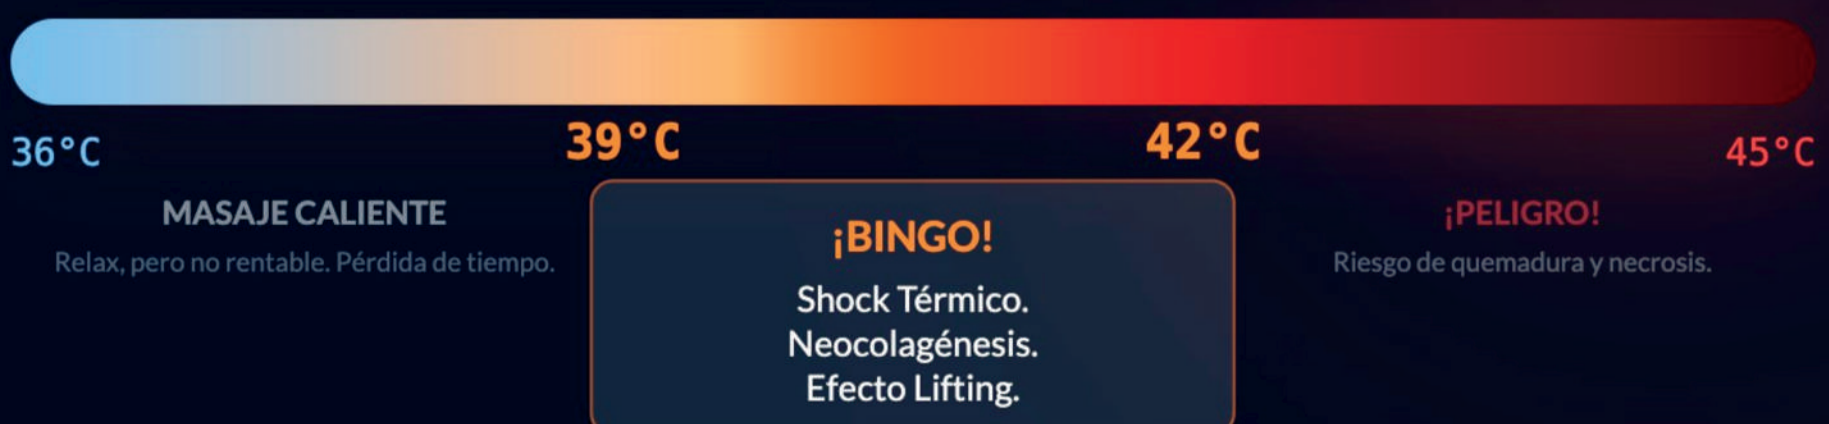 36°C
39°C
42°C
45°C
MASAJE CALIENTE
Relax, pero no rentable. Pérdida de tiempo.
¡BINGO!
Shock Térmico.
Neocolagénesis.
Efecto Lifting.
¡PELIGRO!
Riesgo de quemadura y necrosis.